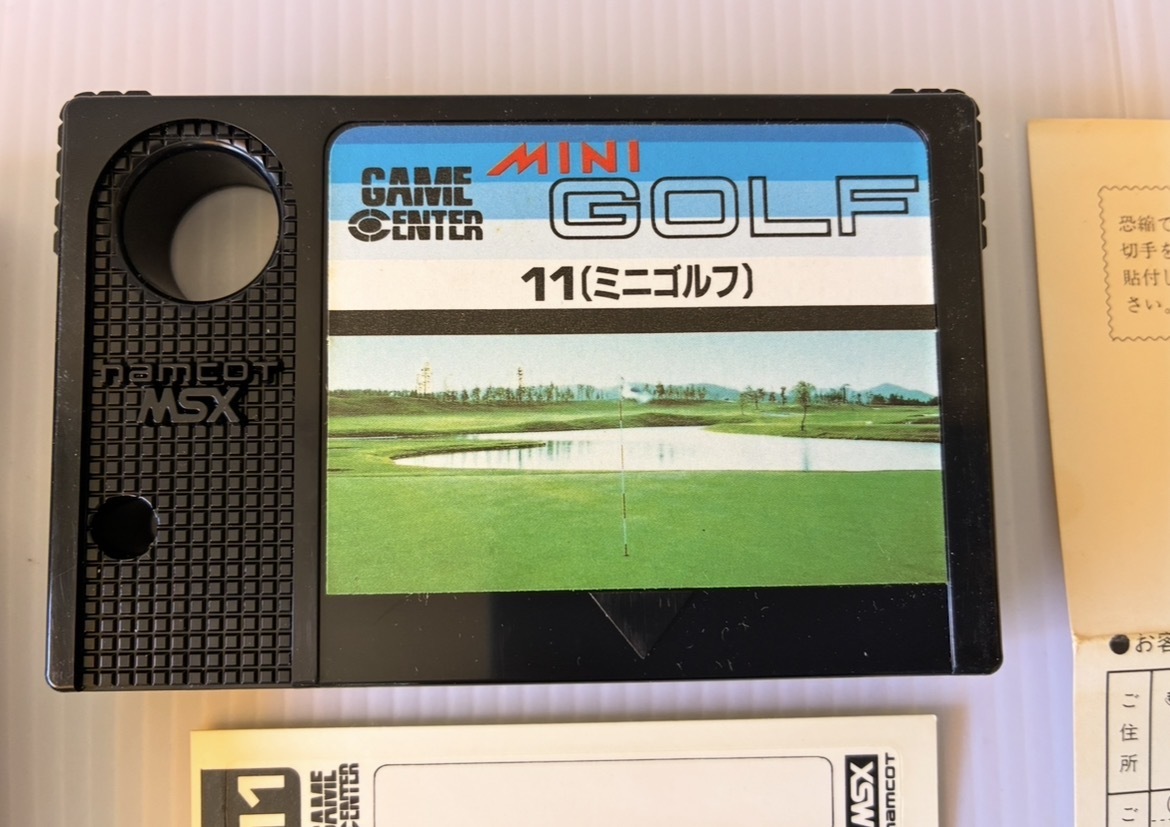 MINI
GOLF
GAME
CENTER
11(ミニゴルフ)
namcot
MSX
恐縮で
切手を
貼付し
さい。
●お客
ご
住
所
ご
11
GAME
CENTER
MSX
namcot